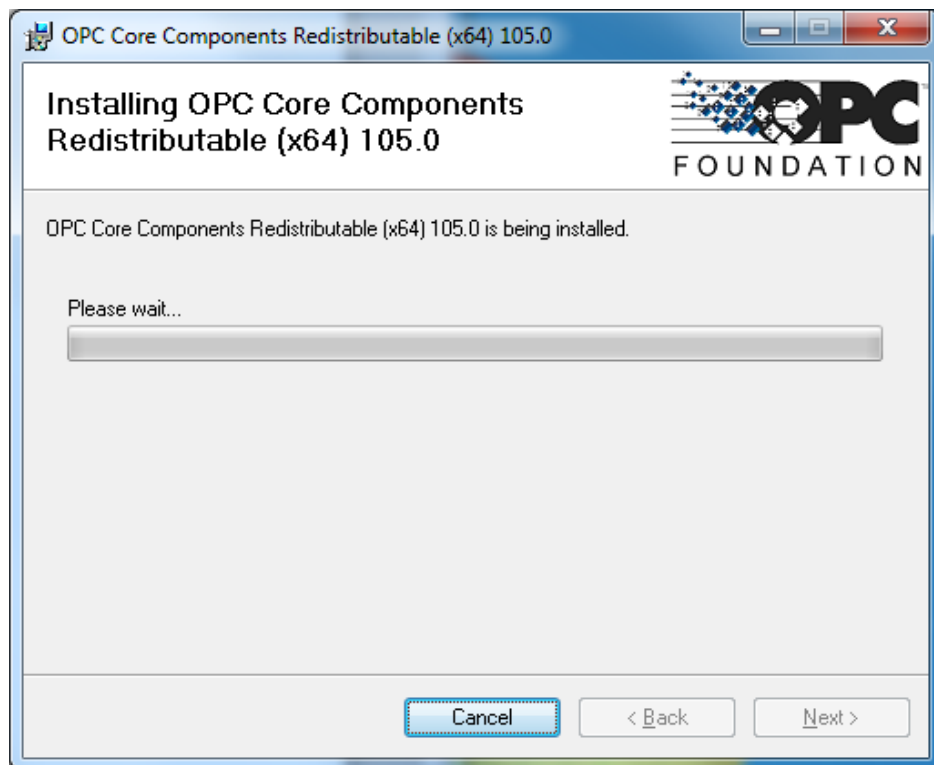 OPC Core Components Redistributable (x64) 105.0
Installing OPC Core Components
Redistributable (x64) 105.0
OPC
FOUNDATION
OPC Core Components Redistributable (x64) 105.0 is being installed.
Please wait...
Cancel
< Back
Next >